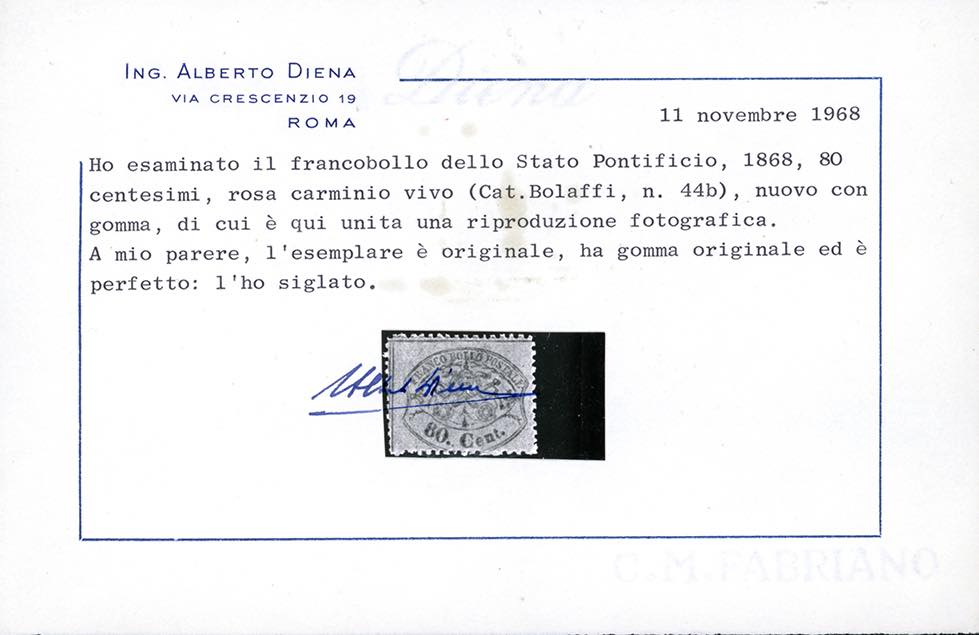 Diena
ING. ALBERTO DIENA
VIA CRESCENZIO 19
ROMA
11 novembre 1968
Ho esaminato il francobollo dello Stato Pontificio, 1868, 80
centesimi, rosa carminio vivo (Cat.Bolaffi, n. 44b), nuovo con
gomma, di cui è qui unita una riproduzione fotografica.
A mio parere, l'esemplare è originale, ha gomma originale ed è
perfetto: l'ho siglato.
FRANCO BOLLO POSTALE
Diena
80. Cent.
C.M.FABRIANO